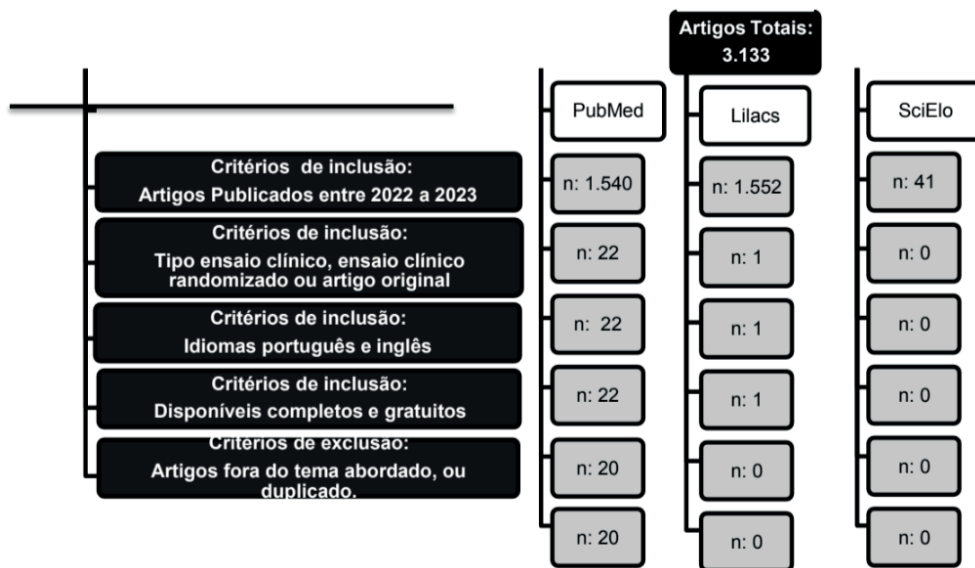 Artigos Totais:
3.133
PubMed
Lilacs
SciElo
Critérios de inclusão:
Artigos Publicados entre 2022 a 2023
n: 1.540
n: 1.552
n: 41
Critérios de inclusão:
Tipo ensaio clínico, ensaio clínico
randomizado ou artigo original
n: 22
n: 1
n: 0
Critérios de inclusão:
Idiomas português e inglês
n: 22
n: 1
n: 0
Critérios de inclusão:
Disponíveis completos e gratuitos
n: 22
n: 1
n: 0
Critérios de exclusão:
Artigos fora do tema abordado, ou
duplicado.
n: 20
n: 0
n: 0
n: 20
n: 0
n: 0